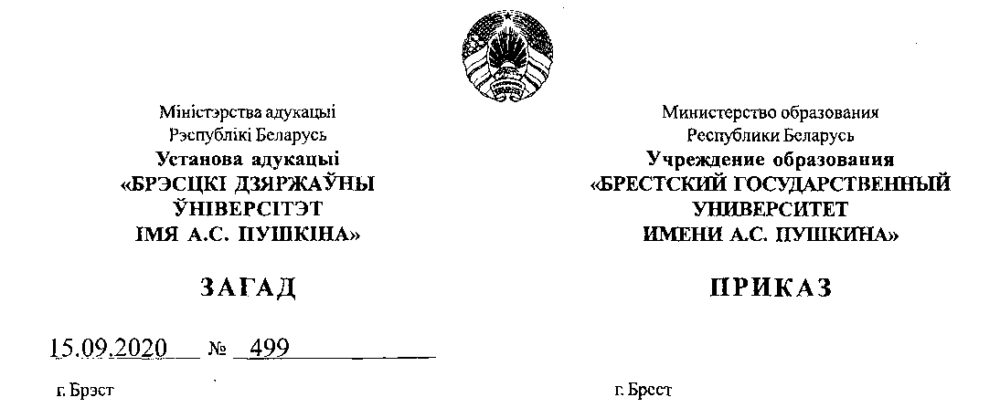 Міністэрства адукацыі
Рэспублікі Беларусь
Установа адукацыі
«БРЭСЦКІ ДЗЯРЖАЎНЫ
ЎНІВЕРСІТЭТ
ІМЯ А.С. ПУШКІНА»
ЗАГАД
15.09.2020 № 499
г. Брэст
Министерство образования
Республики Беларусь
Учреждение образования
«БРЕСТСКИЙ ГОСУДАРСТВЕННЫЙ
УНИВЕРСИТЕТ
ИМЕНИ А.С. ПУШКИНА»
ПРИКАЗ
г. Брест